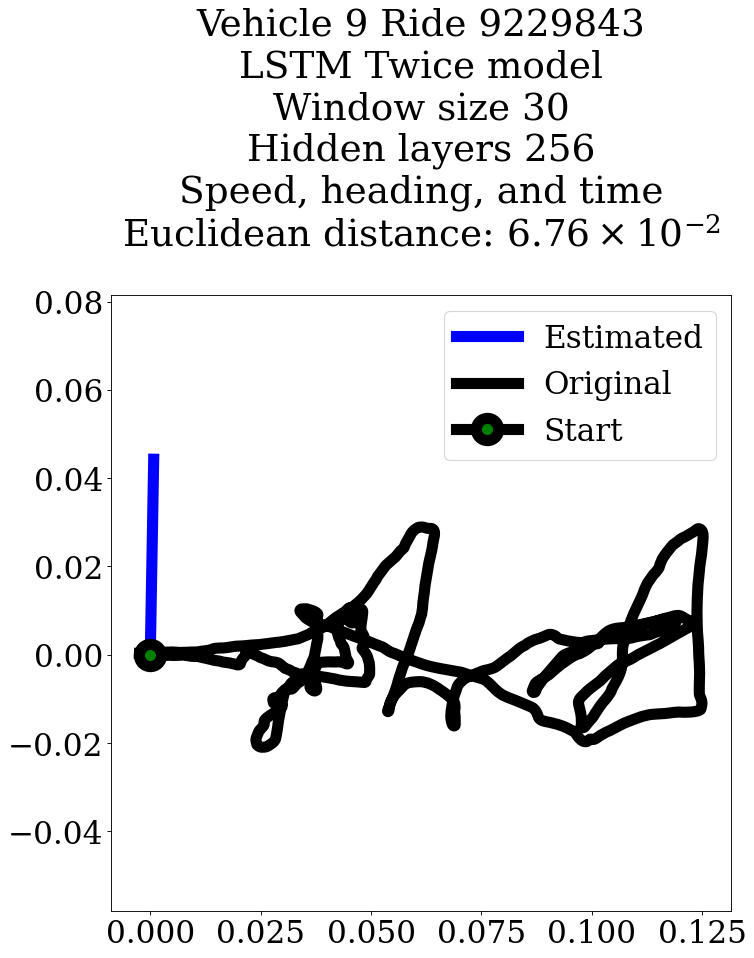 Vehicle 9 Ride 9229843
LSTM Twice model
Window size 30
Hidden layers 256
Speed, heading, and time
Euclidean distance: 6.76 × 10⁻²
0.08
0.06
0.04
0.02
0.00
−0.02
−0.04
Estimated
Original
Start
0.000 0.025 0.050 0.075 0.100 0.125